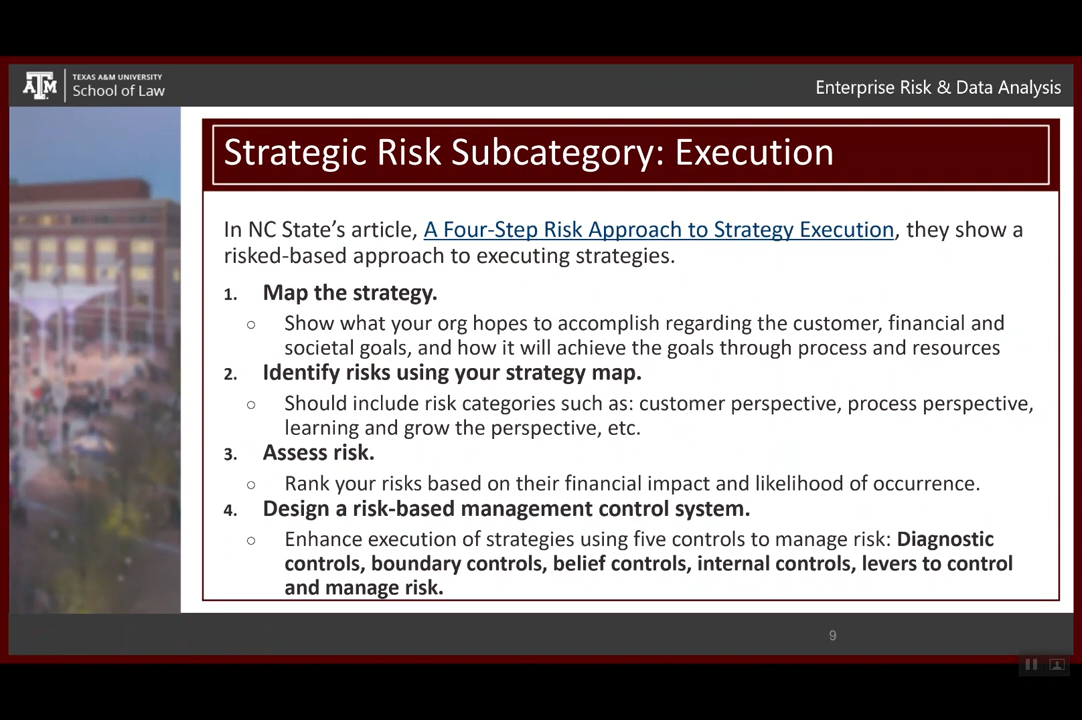 TEXAS A&M UNIVERSITY
School of Law
Enterprise Risk & Data Analysis
Strategic Risk Subcategory: Execution
In NC State's article, A Four-Step Risk Approach to Strategy Execution, they show a
risked-based approach to executing strategies.
1. Map the strategy.
○ Show what your org hopes to accomplish regarding the customer, financial and
societal goals, and how it will achieve the goals through process and resources
2. Identify risks using your strategy map.
○ Should include risk categories such as: customer perspective, process perspective,
learning and grow the perspective, etc.
3. Assess risk.
○ Rank your risks based on their financial impact and likelihood of occurrence.
4. Design a risk-based management control system.
○ Enhance execution of strategies using five controls to manage risk: Diagnostic
controls, boundary controls, belief controls, internal controls, levers to control
and manage risk.
9